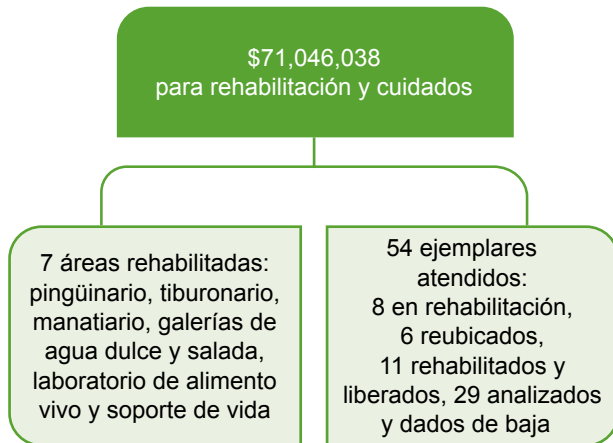 $71,046,038
para rehabilitación y cuidados
7 áreas rehabilitadas:
pingüinario, tiburonario,
manatiario, galerías de
agua dulce y salada,
laboratorio de alimento
vivo y soporte de vida
54 ejemplares
atendidos:
8 en rehabilitación,
6 reubicados,
11 rehabilitados y
liberados, 29 analizados
y dados de baja